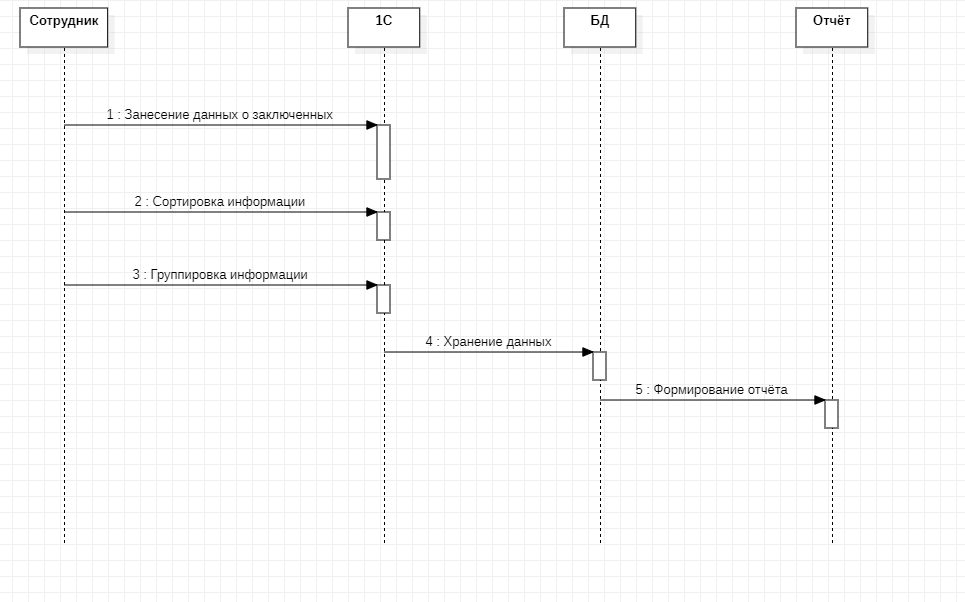 Сотрудник
1С
БД
Отчёт
1 : Занесение данных о заключенных
2 : Сортировка информации
3 : Группировка информации
4 : Хранение данных
5 : Формирование отчёта